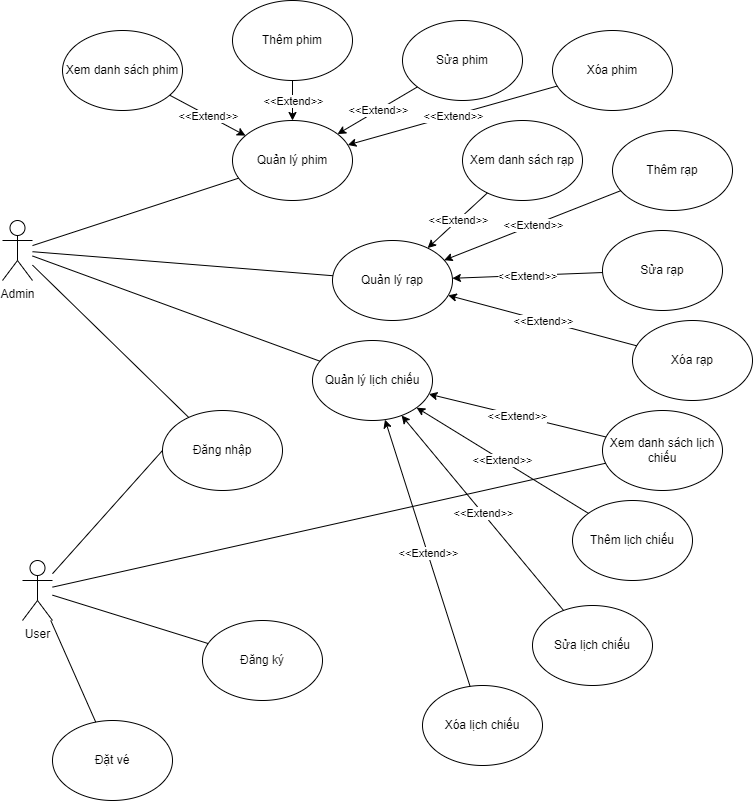 Thêm phim
Sửa phim
Xem danh sách phim
Xóa phim
<<Extend>>
<<Extend>>
<<Extend>>
<<Extend>>
Quản lý phim
Xem danh sách rạp
Thêm rạp
<<Extend>>
<<Extend>>
Sửa rạp
<<Extend>>
Quản lý rạp
Admin
<<Extend>>
Xóa rạp
Quản lý lịch chiếu
<<Extend>>
Xem danh sách lịch
chiếu
Đăng nhập
<<Extend>>
<<Extend>>
Thêm lịch chiếu
<<Extend>>
User
Sửa lịch chiếu
Đăng ký
Xóa lịch chiếu
Đặt vé